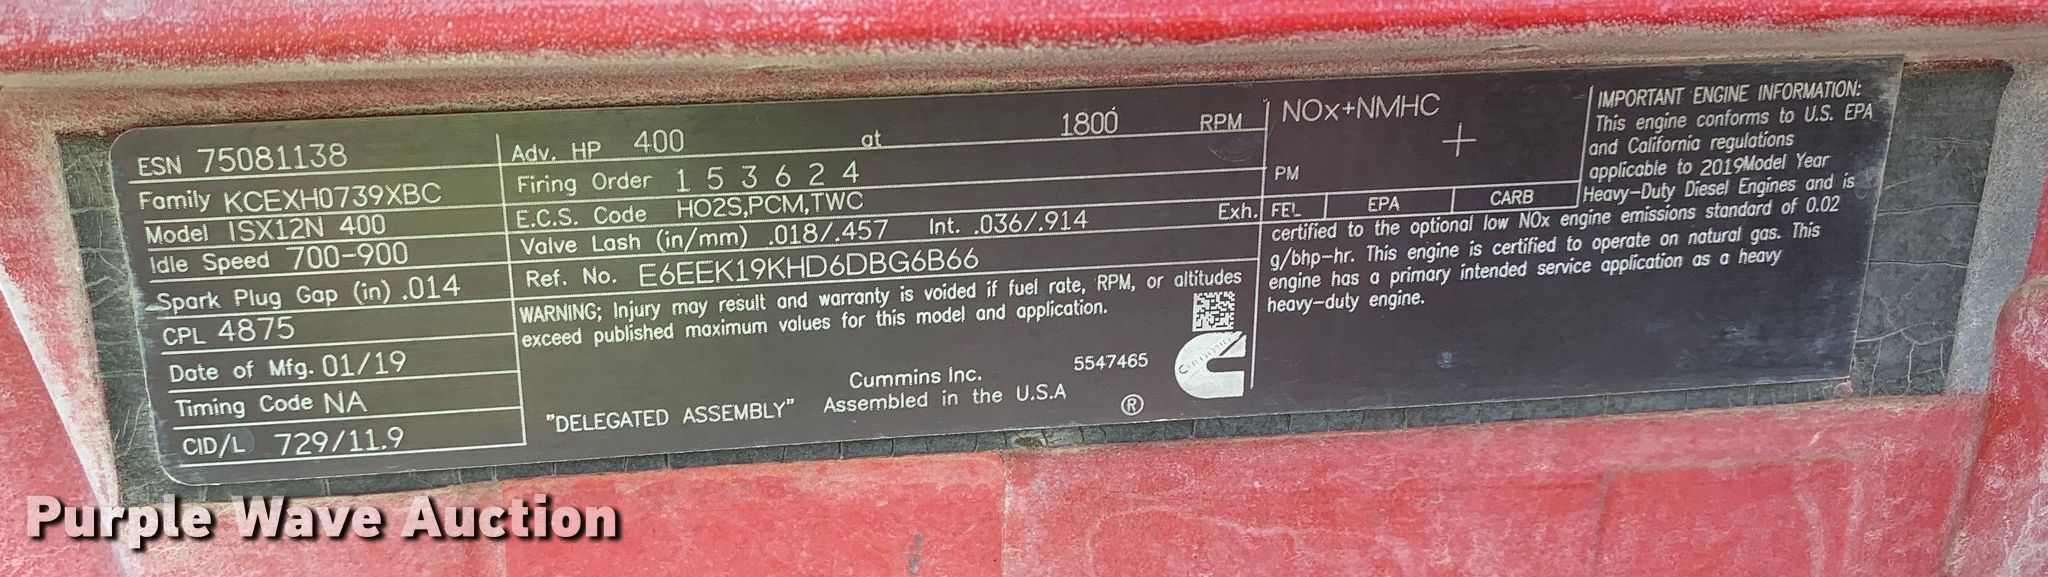 ESN 75081138
Family KCEXH0739XBC
Model ISX12N 400
Idle Speed 700-900
Spark Plug Gap (in) .014
CPL 4875
Date of Mfg. 01/19
Timing Code NA
CID/L 729/11.9
Adv. HP 400 at 1800 RPM
Firing Order 1 5 3 6 2 4
E.C.S. Code HO2S,PCM,TWC
Valve Lash (in/mm) .018/.457 Int. .036/.914 Exh.
Ref. No. E6EEK19KHD6DBG6B66
WARNING; Injury may result and warranty is voided if fuel rate, RPM, or altitudes
exceed published maximum values for this model and application.
Cummins Inc. 5547465
"DELEGATED ASSEMBLY" Assembled in the U.S.A ®
Cummins
NOx+NMHC +
PM
FEL EPA CARB
IMPORTANT ENGINE INFORMATION:
This engine conforms to U.S. EPA
and California regulations
applicable to 2019Model Year
Heavy-Duty Diesel Engines and is
certified to the optional low NOx engine emissions standard of 0.02
g/bhp-hr. This engine is certified to operate on natural gas. This
engine has a primary intended service application as a heavy
heavy-duty engine.
Purple Wave Auction